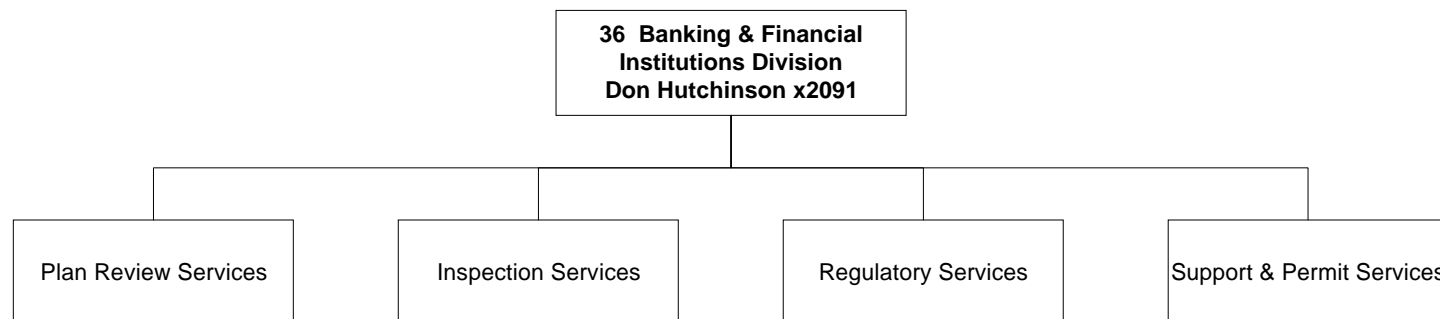 36 Banking & Financial
Institutions Division
Don Hutchinson x2091
Plan Review Services
Inspection Services
Regulatory Services
Support & Permit Services